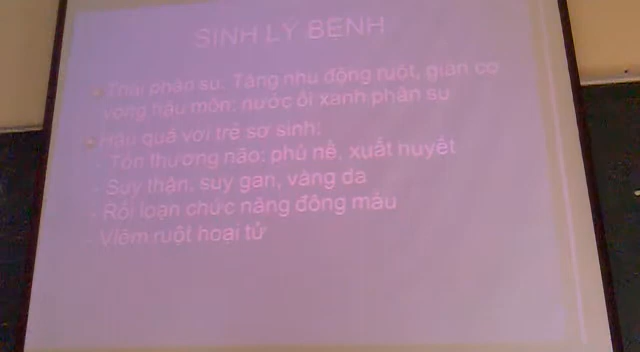 SINH LÝ BỆNH
Thải phân su. Tăng nhu động ruột, giãn cơ
vòng hậu môn: nước ối xanh phân su
Hậu quả với trẻ sơ sinh:
- Tổn thương não: phù nề, xuất huyết
- Suy thận, suy gan, vàng da
- Rối loạn chức năng đông máu
- Viêm ruột hoại tử